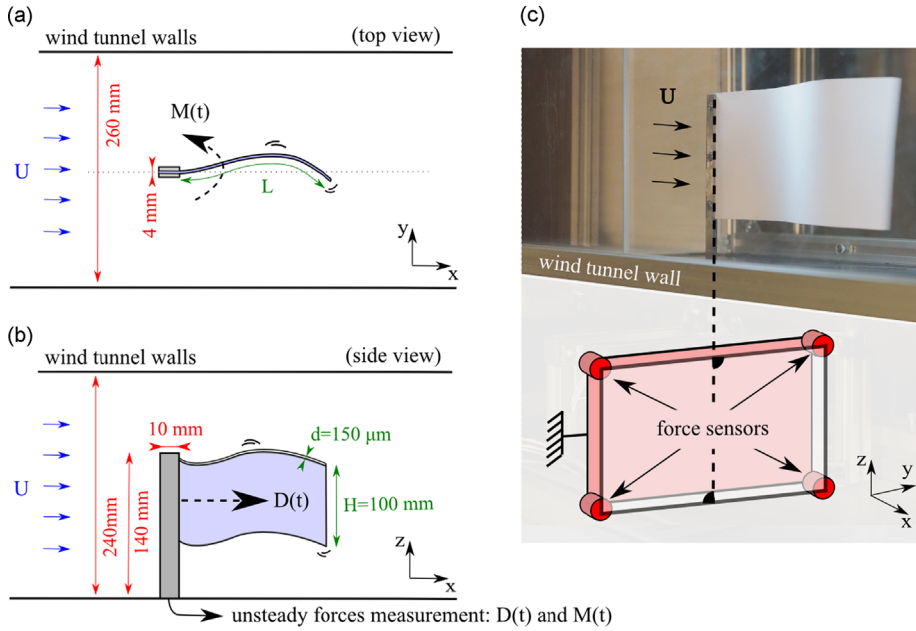 (a)
wind tunnel walls
(top view)
260 mm
M(t)
U
L
4 mm
y
x
(b)
wind tunnel walls
(side view)
10 mm
d=150 µm
U
D(t)
H=100 mm
240mm
140 mm
z
x
unsteady forces measurement: D(t) and M(t)
(c)
U
wind tunnel wall
force sensors
z
y
x